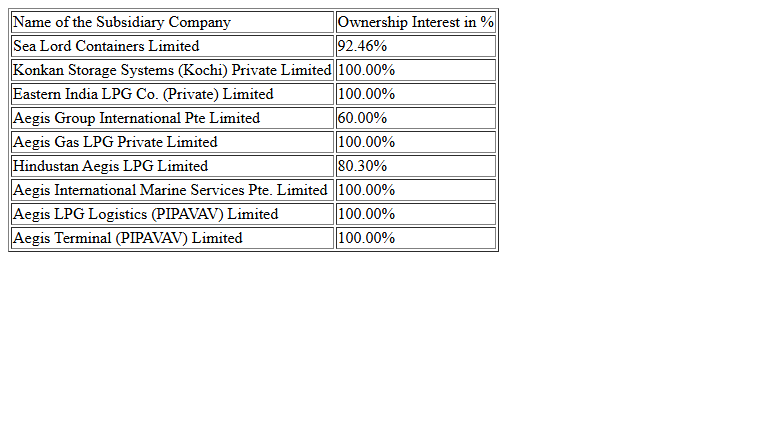 Name of the Subsidiary Company Ownership Interest in %
Sea Lord Containers Limited 92.46%
Konkan Storage Systems (Kochi) Private Limited 100.00%
Eastern India LPG Co. (Private) Limited 100.00%
Aegis Group International Pte Limited 60.00%
Aegis Gas LPG Private Limited 100.00%
Hindustan Aegis LPG Limited 80.30%
Aegis International Marine Services Pte. Limited 100.00%
Aegis LPG Logistics (PIPAVAV) Limited 100.00%
Aegis Terminal (PIPAVAV) Limited 100.00%